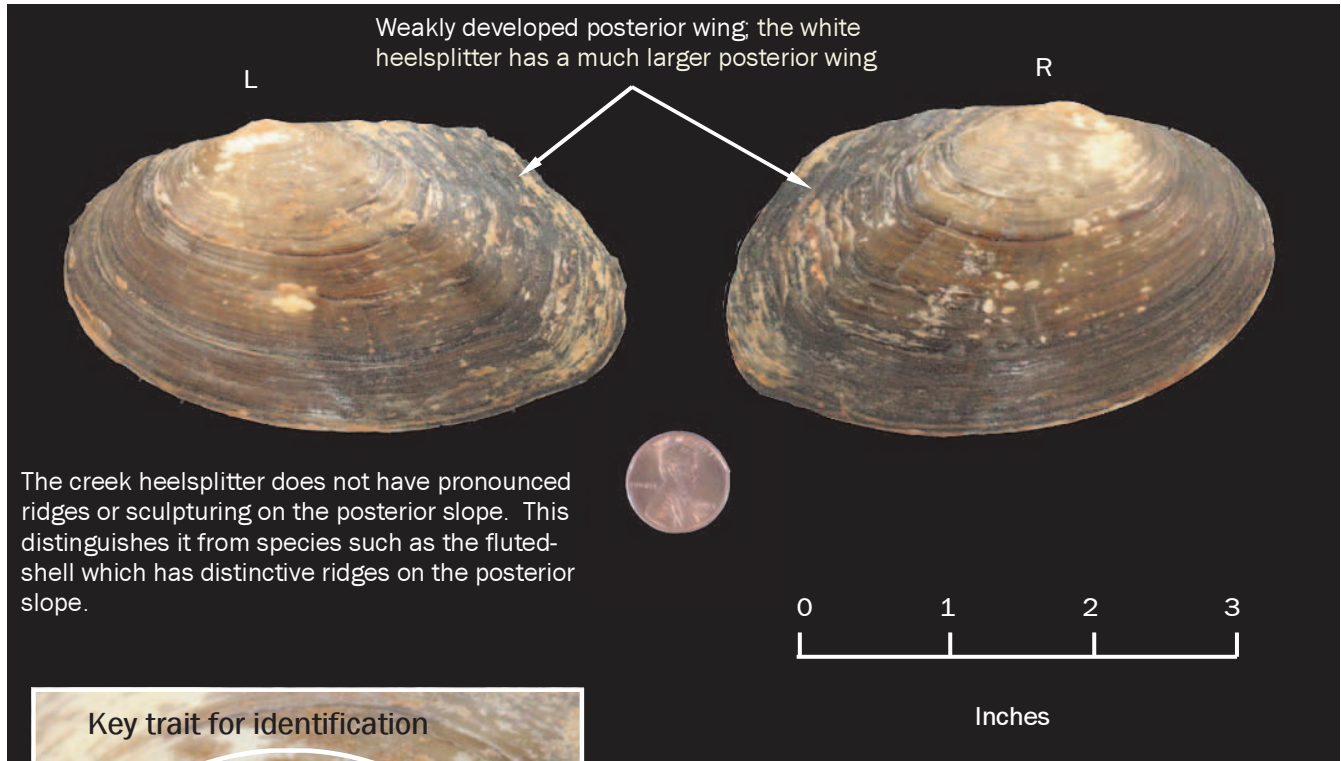 Weakly developed posterior wing; the white
heelsplitter has a much larger posterior wing
L
R
The creek heelsplitter does not have pronounced
ridges or sculpturing on the posterior slope.  This
distinguishes it from species such as the fluted-
shell which has distinctive ridges on the posterior
slope.
0 1 2 3
Inches
Key trait for identification